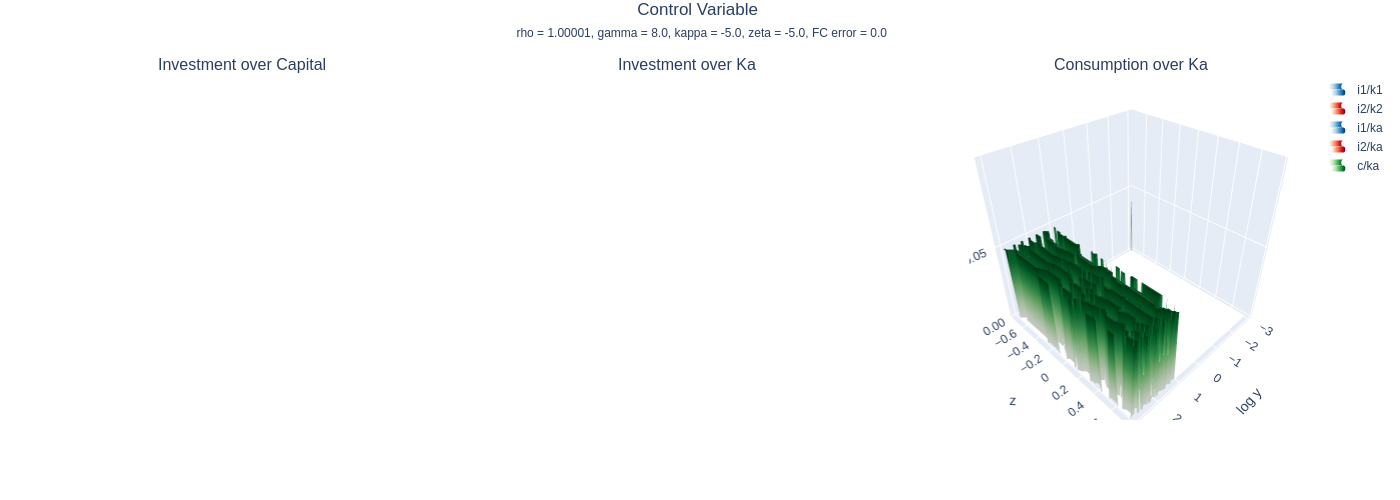 Control Variable
rho = 1.00001, gamma = 8.0, kappa = -5.0, zeta = -5.0, FC error = 0.0
Investment over Capital
Investment over Ka
Consumption over Ka
i1/k1
i2/k2
i1/ka
i2/ka
c/ka
0.00
−0.6
−0.4
−0.2
0
0.2
0.4
z
−3
−2
−1
0
1
2
log y